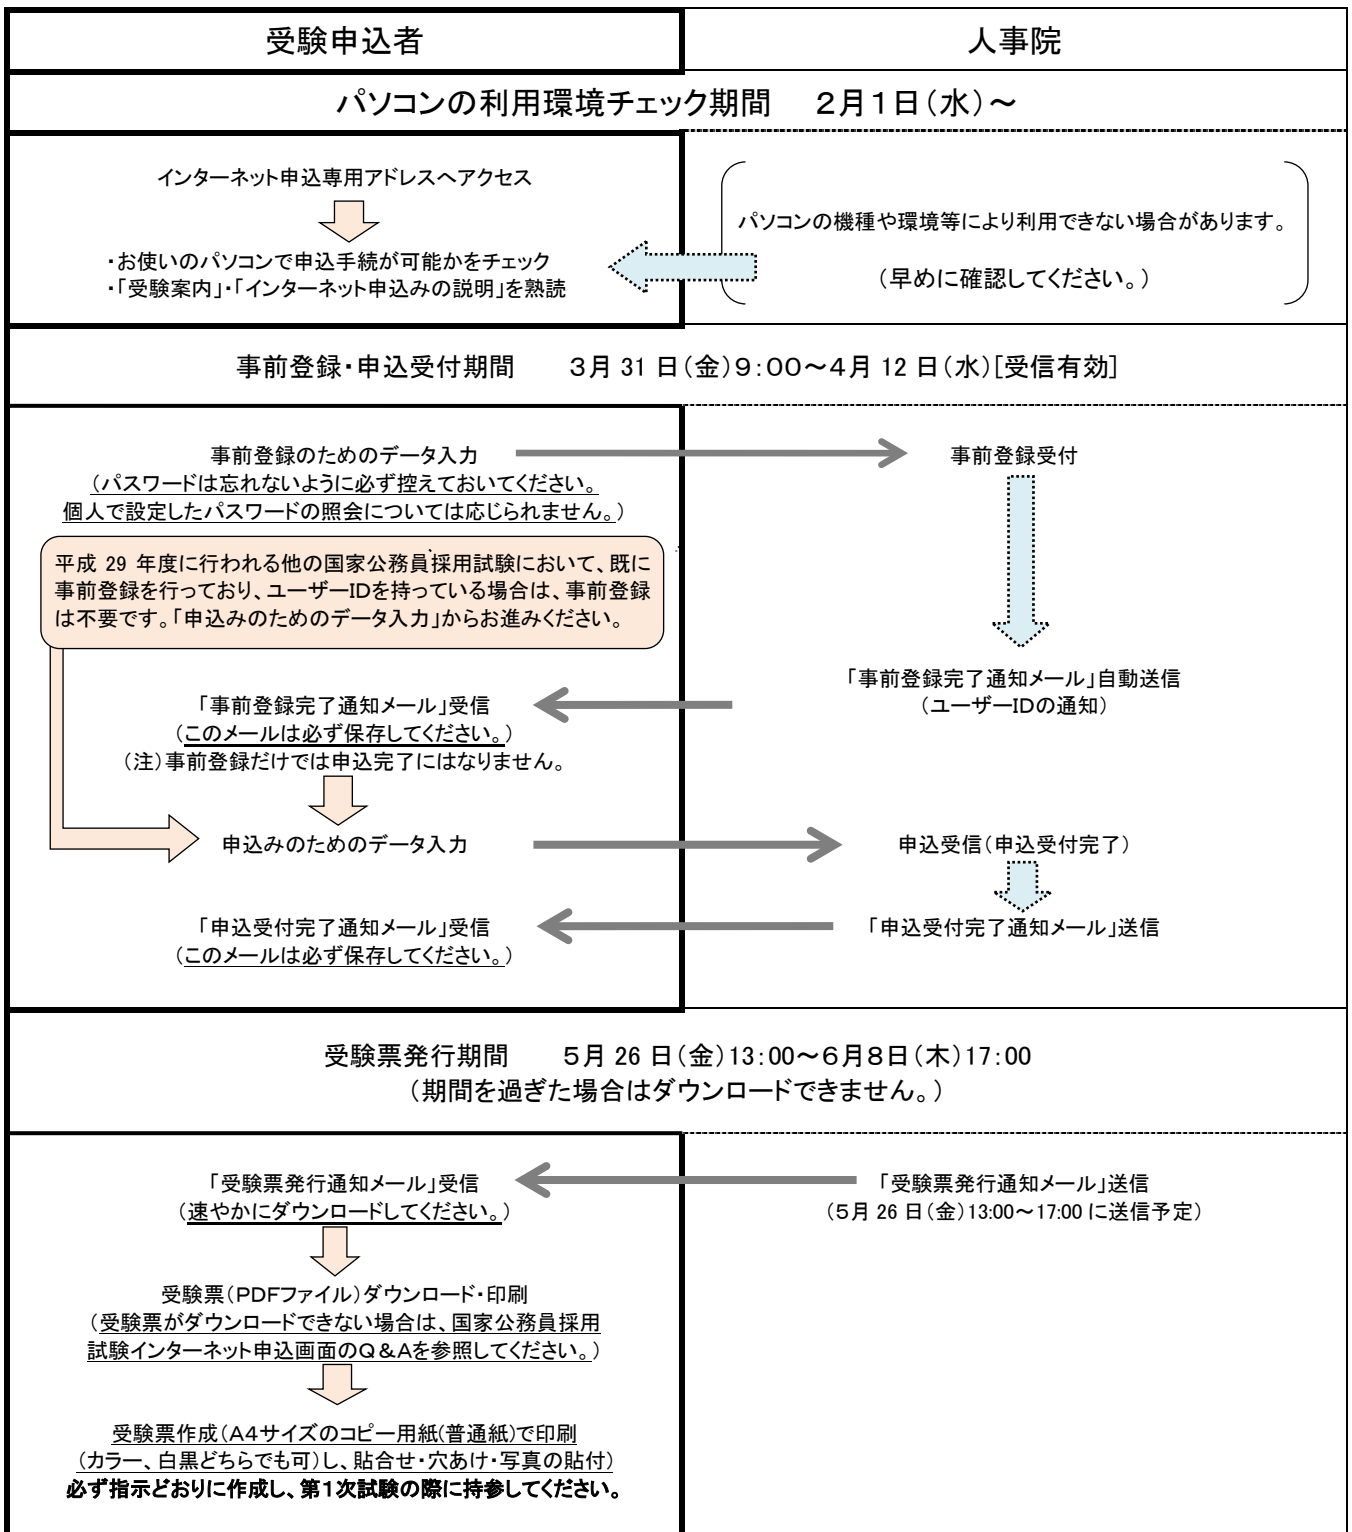 受験申込者
人事院
パソコンの利用環境チェック期間　２月１日（水）～
インターネット申込専用アドレスへアクセス
・お使いのパソコンで申込手続が可能かをチェック
・「受験案内」・「インターネット申込みの説明」を熟読
パソコンの機種や環境等により利用できない場合があります。
（早めに確認してください。）
事前登録・申込受付期間　３月 31 日（金）９：００～４月 12 日（水）［受信有効］
事前登録のためのデータ入力
（パスワードは忘れないように必ず控えておいてください。
個人で設定したパスワードの照会については応じられません。）
事前登録受付
平成 29 年度に行われる他の国家公務員採用試験において、既に
事前登録を行っており、ユーザーＩＤを持っている場合は、事前登録
は不要です。「申込みのためのデータ入力」からお進みください。
「事前登録完了通知メール」自動送信
（ユーザーＩＤの通知）
「事前登録完了通知メール」受信
（このメールは必ず保存してください。）
（注）事前登録だけでは申込完了にはなりません。
申込みのためのデータ入力
申込受信（申込受付完了）
「申込受付完了通知メール」受信
（このメールは必ず保存してください。）
「申込受付完了通知メール」送信
受験票発行期間　５月 26 日（金）13：00～６月８日（木）17：00
（期間を過ぎた場合はダウンロードできません。）
「受験票発行通知メール」受信
（速やかにダウンロードしてください。）
「受験票発行通知メール」送信
（５月 26 日（金）13:00～17:00 に送信予定）
受験票（ＰＤＦファイル）ダウンロード・印刷
（受験票がダウンロードできない場合は、国家公務員採用
試験インターネット申込画面のＱ＆Ａを参照してください。）
受験票作成（Ａ４サイズのコピー用紙(普通紙)で印刷
（カラー、白黒どちらでも可）し、貼合せ・穴あけ・写真の貼付）
必ず指示どおりに作成し、第１次試験の際に持参してください。